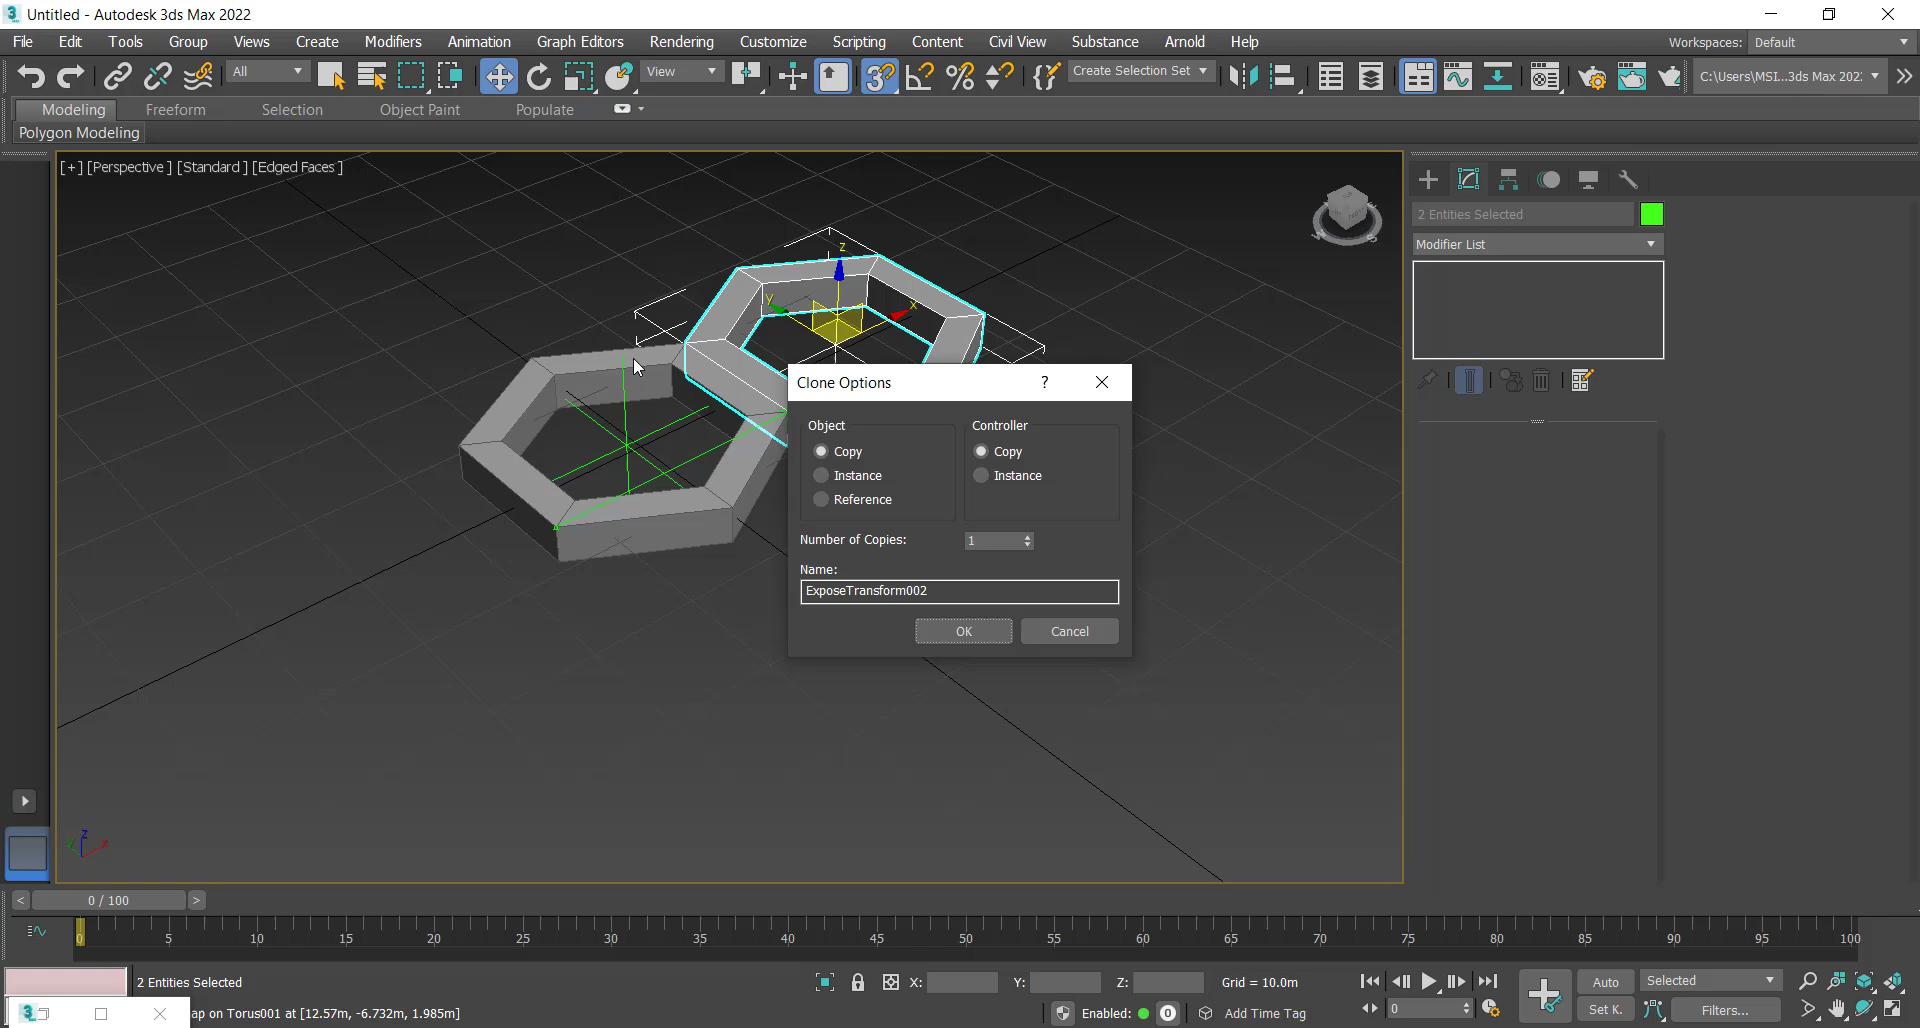 Untitled - Autodesk 3ds Max 2022
File Edit Tools Group Views Create Modifiers Animation Graph Editors Rendering Customize Scripting Content Civil View Substance Arnold Help Workspaces: Default
All View Create Selection Set C:\Users\MSI...3ds Max 202:
Modeling Freeform Selection Object Paint Populate
Polygon Modeling
[+] [Perspective ] [Standard ] [Edged Faces ]
2 Entities Selected
Modifier List
z
y
x
Clone Options ?
Object Controller
Copy Copy
Instance Instance
Reference
Number of Copies: 1
Name:
ExposeTransform002
OK Cancel
z
x
< 0 / 100 >
0 5 10 15 20 25 30 35 40 45 50 55 60 65 70 75 80 85 90 95 100
2 Entities Selected X: Y: Z: Grid = 10.0m Auto Selected
ap on Torus001 at [12.57m, -6.732m, 1.985m] Enabled: 0 Add Time Tag 0 Set K. Filters...